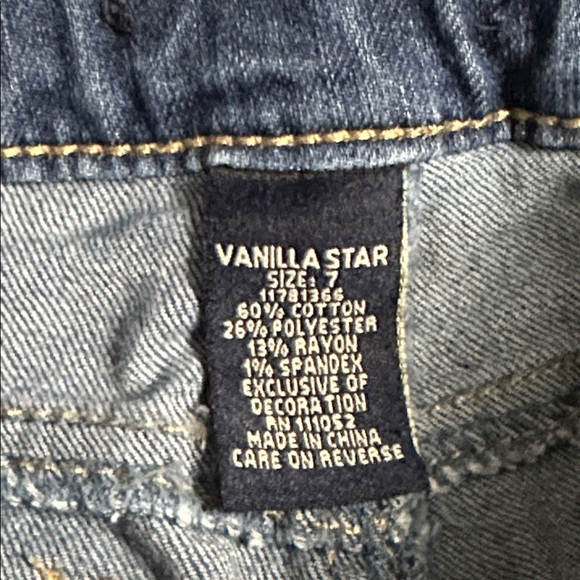 VANILLA STAR
SIZE: 7
11781366
60% COTTON
26% POLYESTER
13% RAYON
1% SPANDEX
EXCLUSIVE OF
DECORATION
RN 111052
MADE IN CHINA
CARE ON REVERSE